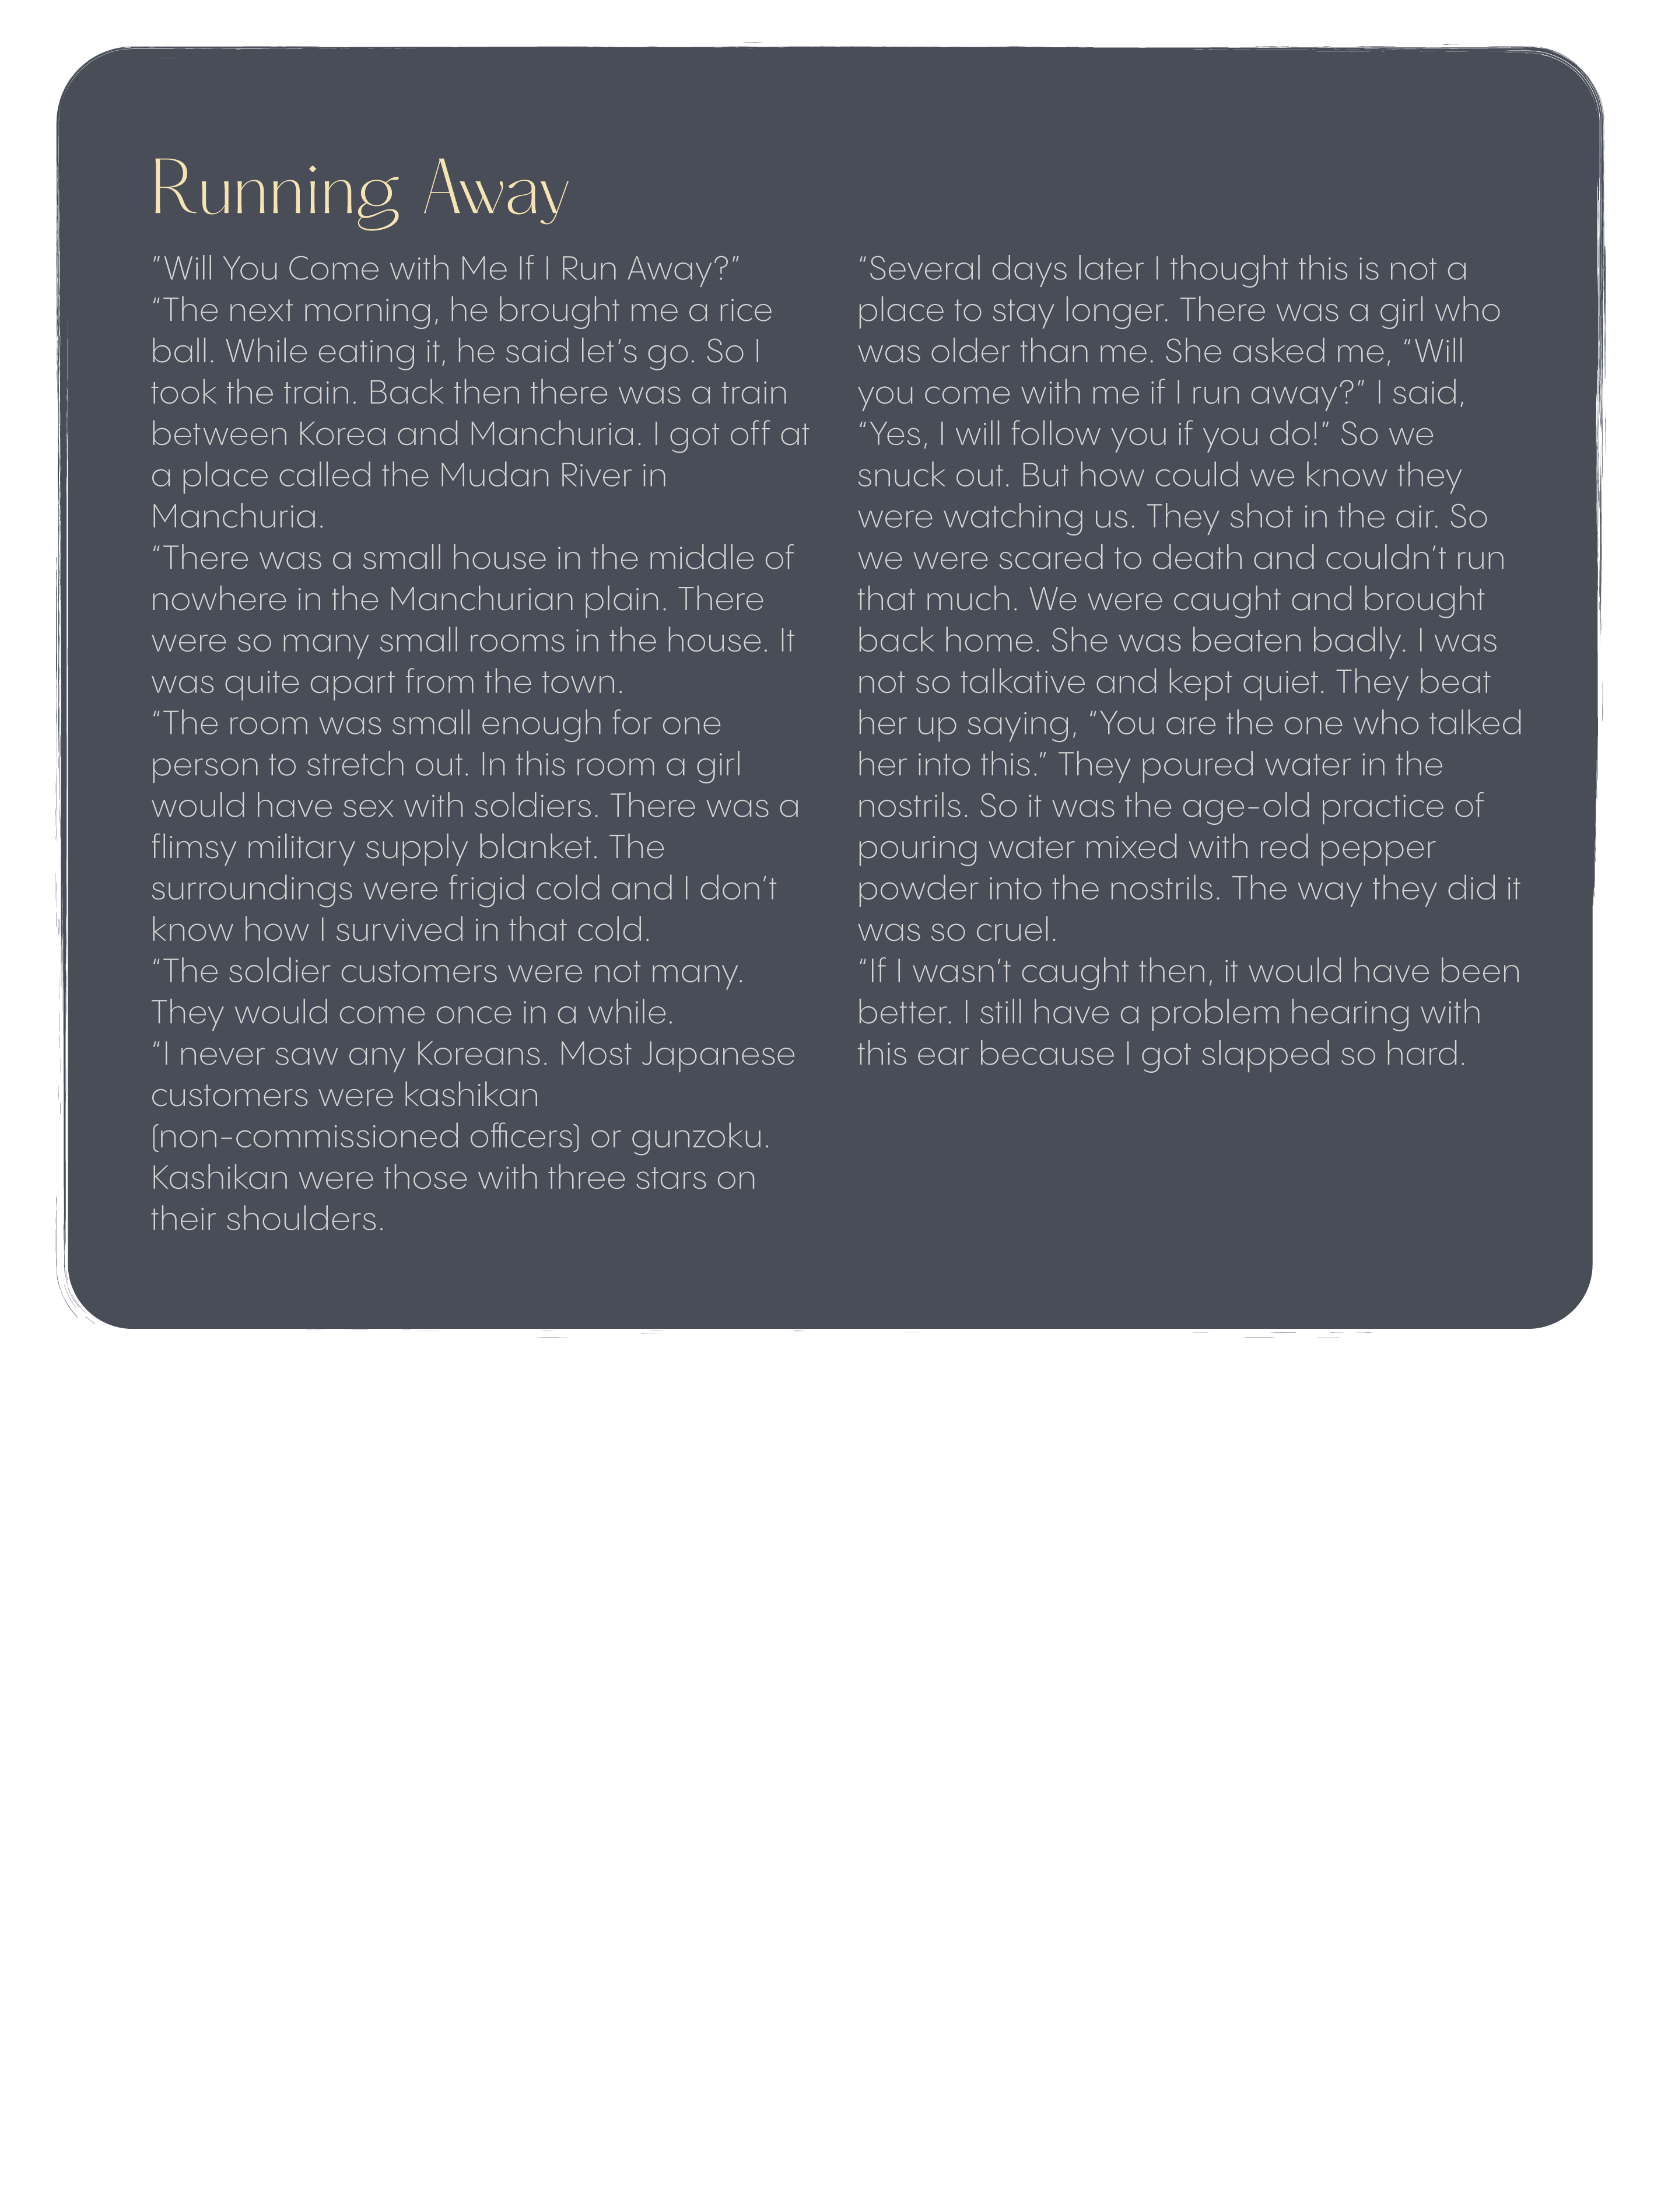 Running Away
"Will You Come with Me If I Run Away?"
“The next morning, he brought me a rice
ball. While eating it, he said let’s go. So I
took the train. Back then there was a train
between Korea and Manchuria. I got off at
a place called the Mudan River in
Manchuria.
“There was a small house in the middle of
nowhere in the Manchurian plain. There
were so many small rooms in the house. It
was quite apart from the town.
“The room was small enough for one
person to stretch out. In this room a girl
would have sex with soldiers. There was a
flimsy military supply blanket. The
surroundings were frigid cold and I don’t
know how I survived in that cold.
“The soldier customers were not many.
They would come once in a while.
“I never saw any Koreans. Most Japanese
customers were kashikan
(non-commissioned officers) or gunzoku.
Kashikan were those with three stars on
their shoulders.
“Several days later I thought this is not a
place to stay longer. There was a girl who
was older than me. She asked me, “Will
you come with me if I run away?” I said,
“Yes, I will follow you if you do!” So we
snuck out. But how could we know they
were watching us. They shot in the air. So
we were scared to death and couldn’t run
that much. We were caught and brought
back home. She was beaten badly. I was
not so talkative and kept quiet. They beat
her up saying, “You are the one who talked
her into this.” They poured water in the
nostrils. So it was the age-old practice of
pouring water mixed with red pepper
powder into the nostrils. The way they did it
was so cruel.
“If I wasn’t caught then, it would have been
better. I still have a problem hearing with
this ear because I got slapped so hard.